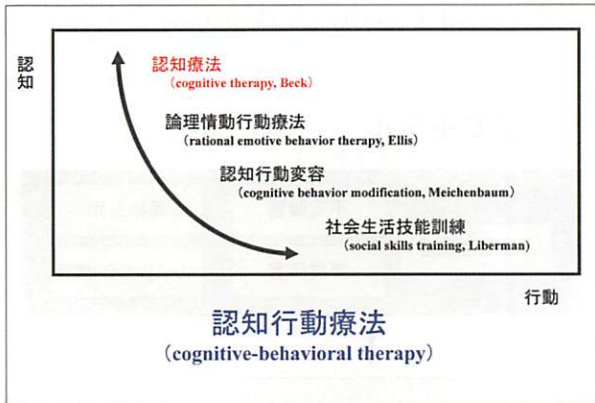 認知
認知療法
（cognitive therapy, Beck）
論理情動行動療法
（rational emotive behavior therapy, Ellis）
認知行動変容
（cognitive behavior modification, Meichenbaum）
社会生活技能訓練
（social skills training, Liberman）
行動
認知行動療法
（cognitive-behavioral therapy）